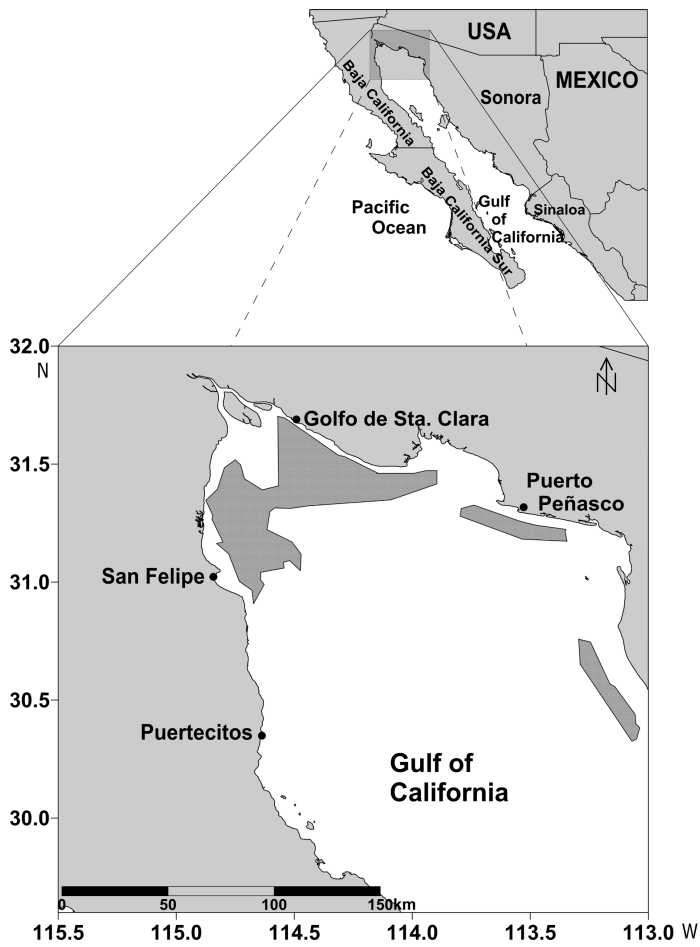 USA
MEXICO
Baja California
Sonora
Baja California Sur
Gulf
of
California
Sinaloa
Pacific
Ocean
32.0
N
N
Golfo de Sta. Clara
31.5
Puerto
Peñasco
San Felipe
31.0
30.5
Puertecitos
Gulf of
California
30.0
0 50 100 150km
115.5 115.0 114.5 114.0 113.5 113.0 W